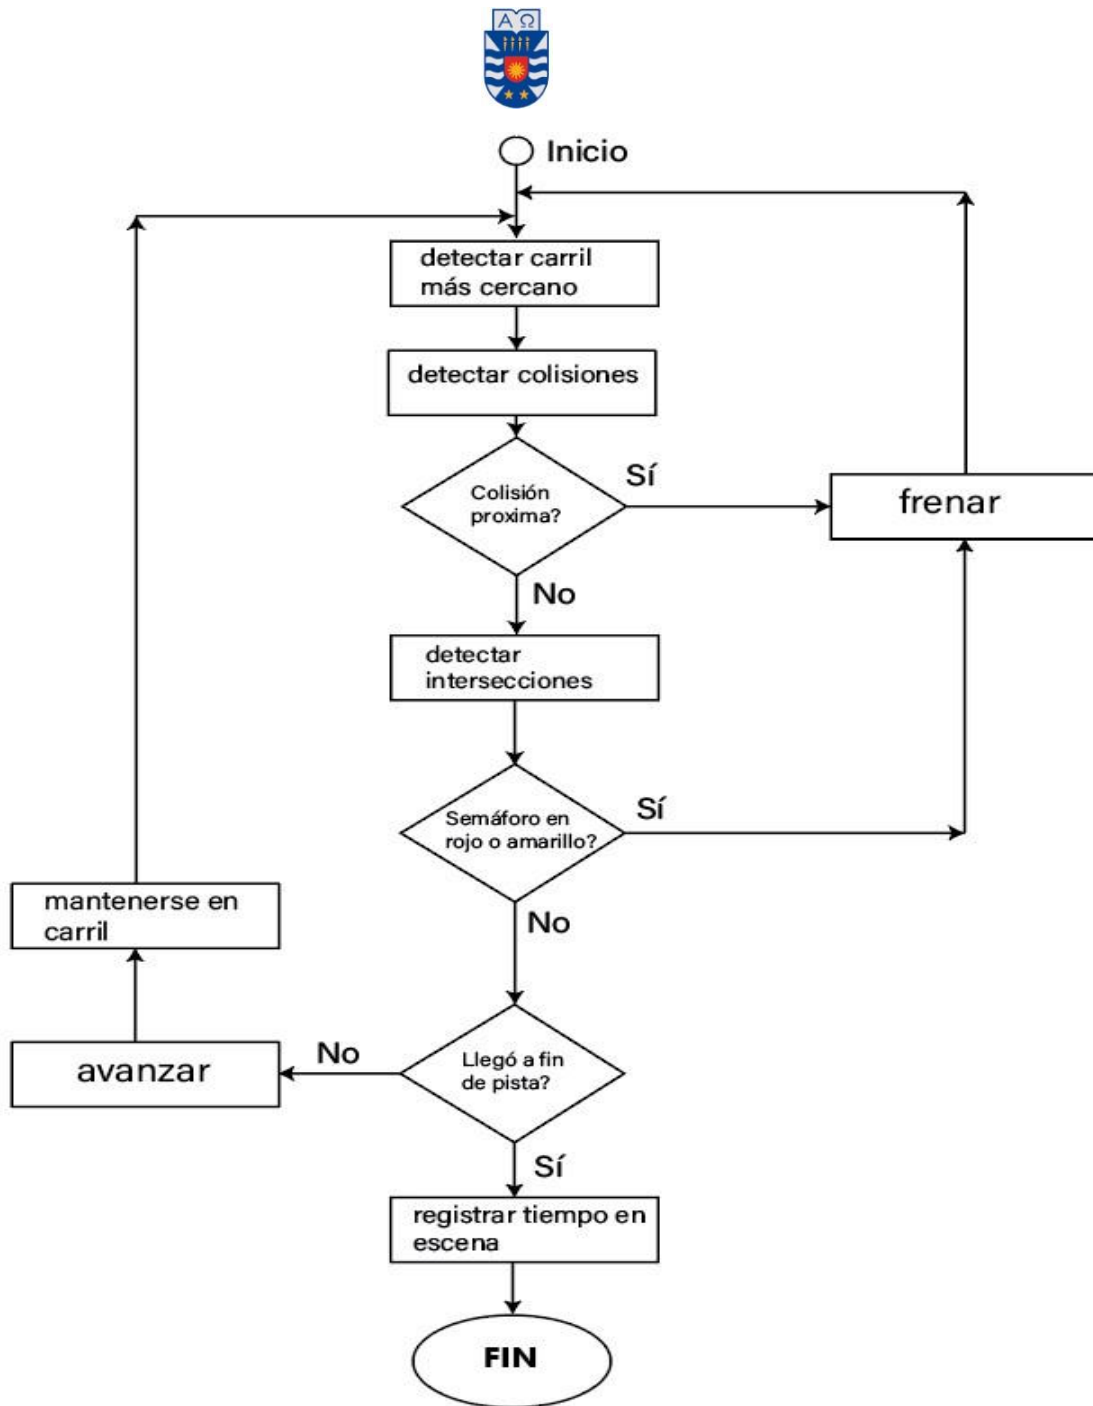 ΑΩ
Inicio
detectar carril
más cercano
detectar colisiones
Colisión
proxima?
Sí
frenar
No
detectar
intersecciones
Semáforo en
rojo o amarillo?
Sí
No
mantenerse en
carril
Llegó a fin
de pista?
No
avanzar
Sí
registrar tiempo en
escena
FIN